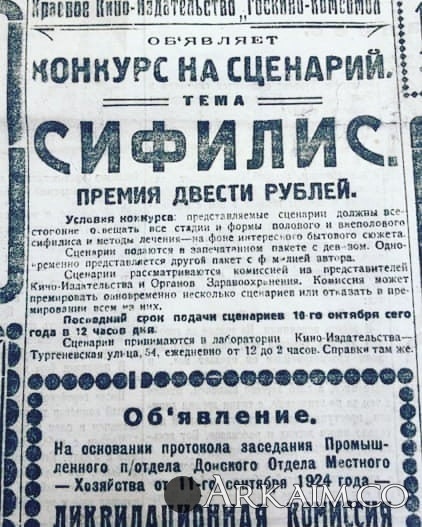 Красное Кино-Издательство „Госкино-Комсомол
ОБ'ЯВЛЯЕТ
КОНКУРС НА СЦЕНАРИЙ.
ТЕМА
СИФИЛИС.
ПРЕМИЯ ДВЕСТИ РУБЛЕЙ.
Условия конкурса: представляемые сценарии должны все-
стороние освещать все стадии и формы полового и внеполового
сифилиса и методы лечения—на фоне интересного бытового сюжета.
Сценарии подаются в запечатанном пакете с девизом. Одно-
временно представляется другой пакет с фамилией автора.
Сценарии рассматриваются комиссией из представителей
Кино-Издательства и Органов Здравоохранения. Комиссия может
премировать одновременно несколько сценариев или отказать в пре-
мировании всем из них.
Последний срок подачи сценариев 10-го октября сего
года в 12 часов дня.
Сценарии принимаются в лаборатории Кино-Издательства—
Тургеневская улица, 54, ежедневно от 12 до 2 часов. Справки там же.
Об'явление.
На основании протокола заседания Промыш-
ленного п/отдела Донского Отдела Местного
Хозяйства от 11-го сентября 1924 года —
ЛИКВИДАЦИОННАЯ КОМИССИЯ
ARKAIM.CO